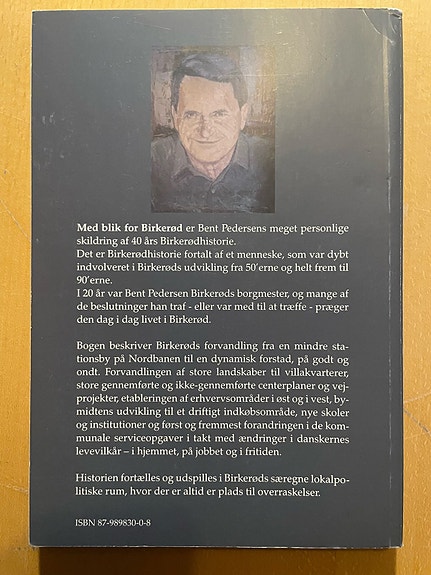 Med blik for Birkerød er Bent Pedersens meget personlige
skildring af 40 års Birkerødhistorie.
Det er Birkerødhistorie fortalt af et menneske, som var dybt
indvolveret i Birkerøds udvikling fra 50'erne og helt frem til
90'erne.
I 20 år var Bent Pedersen Birkerøds borgmester, og mange af
de beslutninger han traf - eller var med til at træffe - præger
den dag i dag livet i Birkerød.
Bogen beskriver Birkerøds forvandling fra en mindre sta-
tionsby på Nordbanen til en dynamisk forstad, på godt og
ondt. Forvandlingen af store landskaber til villakvarterer,
store gennemførte og ikke-gennemførte centerplaner og vej-
projekter, etableringen af erhvervsområder i øst og i vest, by-
midtens udvikling til et driftigt indkøbsområde, nye skoler
og institutioner og først og fremmest forandringen i de kom-
munale serviceopgaver i takt med ændringer i danskernes
levevilkår – i hjemmet, på jobbet og i fritiden.
Historien fortælles og udspilles i Birkerøds særegne lokalpo-
litiske rum, hvor der er altid er plads til overraskelser.
ISBN 87-989830-0-8